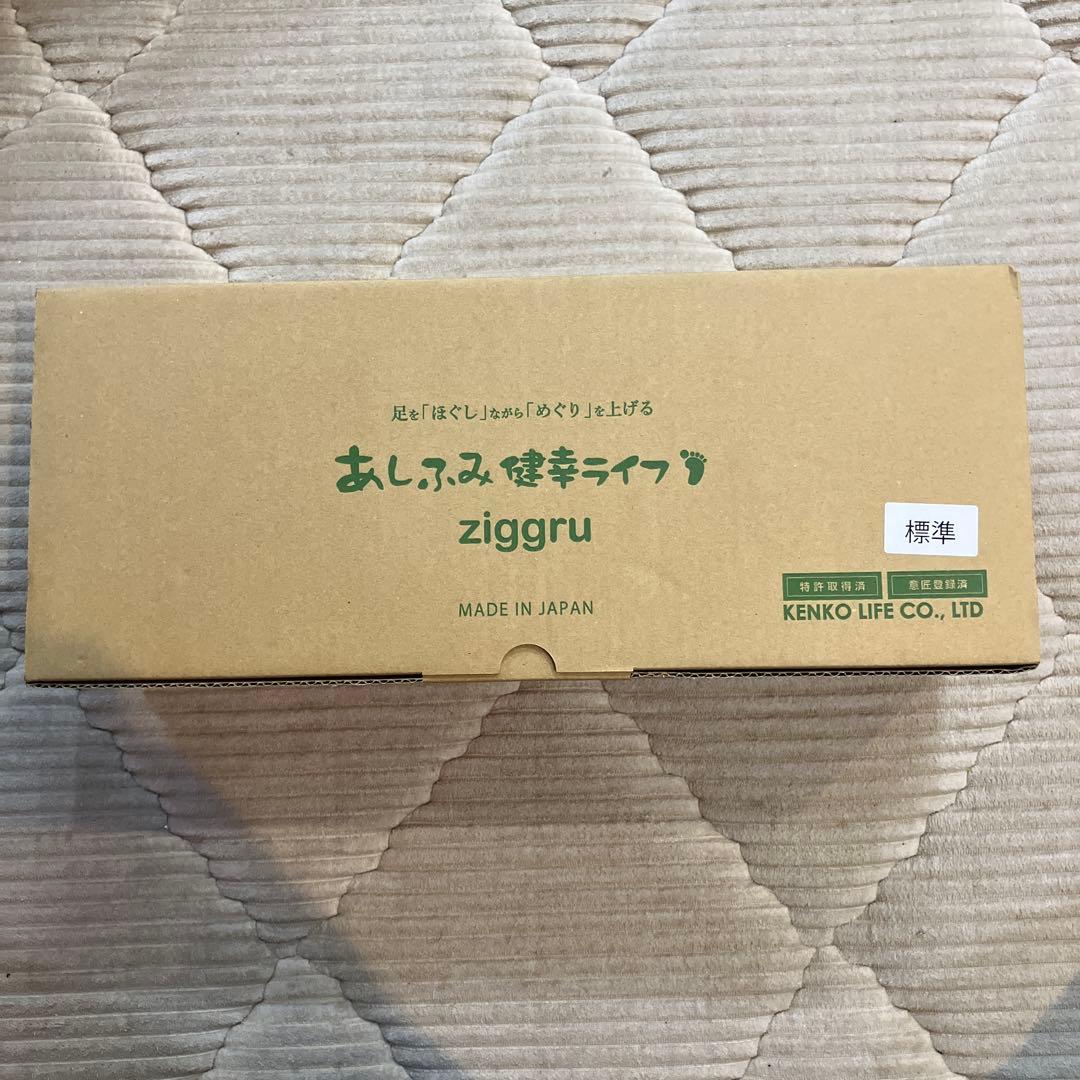 足を「ほぐし」ながら「めぐり」を上げる
あしふみ健幸ライフ
ziggru
標準
特許取得済 意匠登録済
MADE IN JAPAN
KENKO LIFE CO., LTD